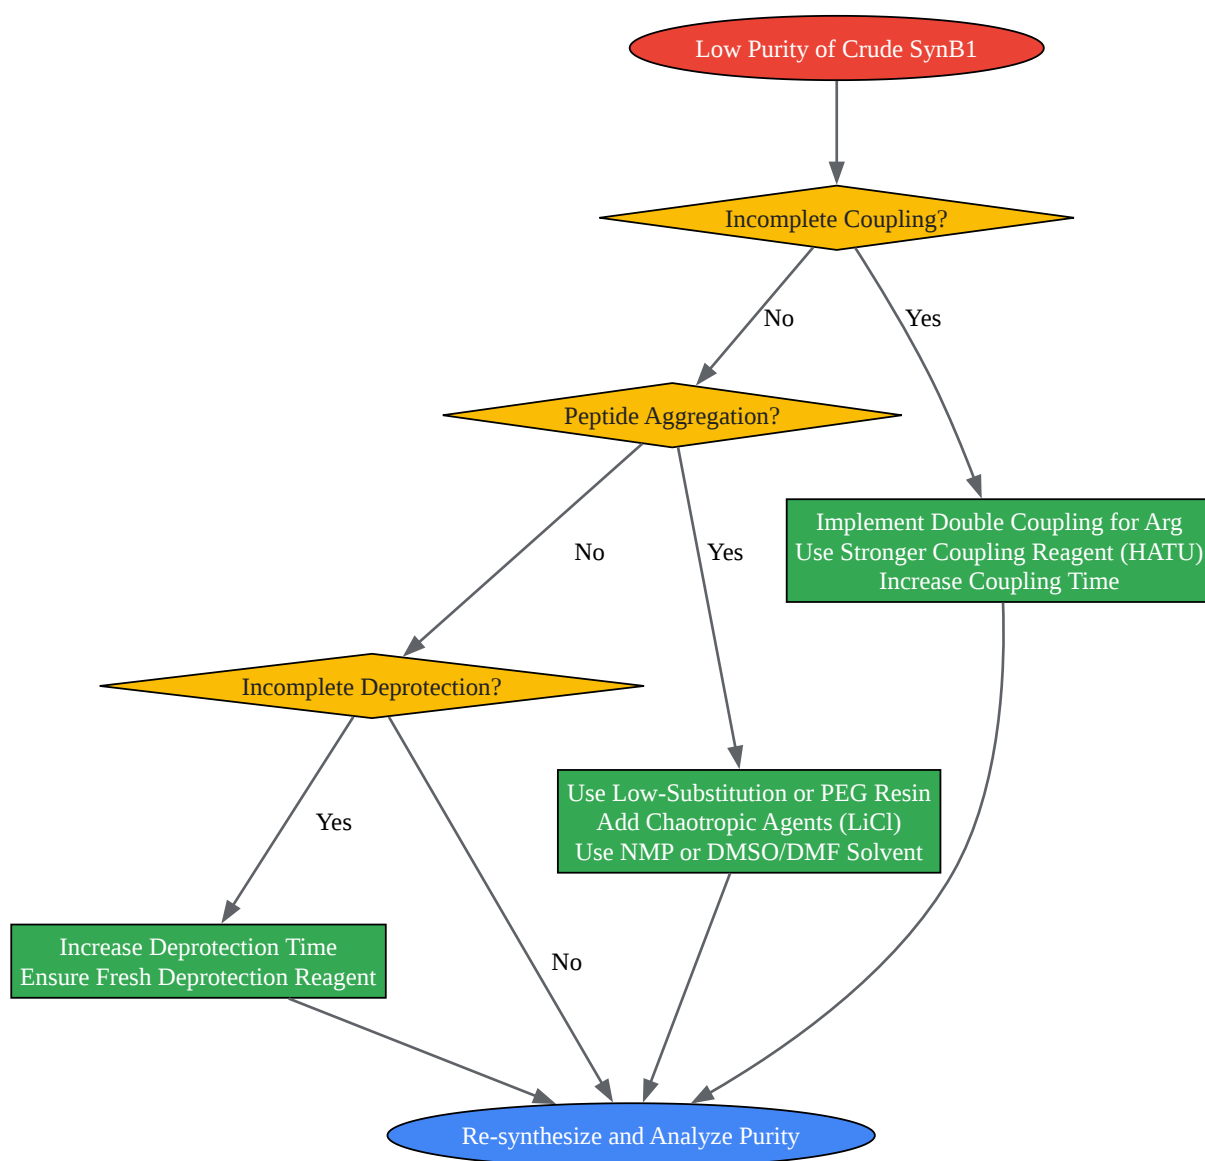 Low Purity of Crude SynB1
Incomplete Coupling?
No
Yes
Peptide Aggregation?
Implement Double Coupling for Arg
Use Stronger Coupling Reagent (HATU)
Increase Coupling Time
No
Yes
Incomplete Deprotection?
Use Low-Substitution or PEG Resin
Add Chaotropic Agents (LiCl)
Use NMP or DMSO/DMF Solvent
Yes
Increase Deprotection Time
Ensure Fresh Deprotection Reagent
No
Re-synthesize and Analyze Purity